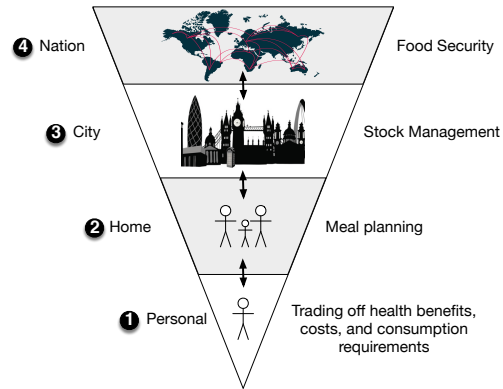 4 Nation
Food Security
3 City
Stock Management
2 Home
Meal planning
1 Personal
Trading off health benefits,
costs, and consumption
requirements